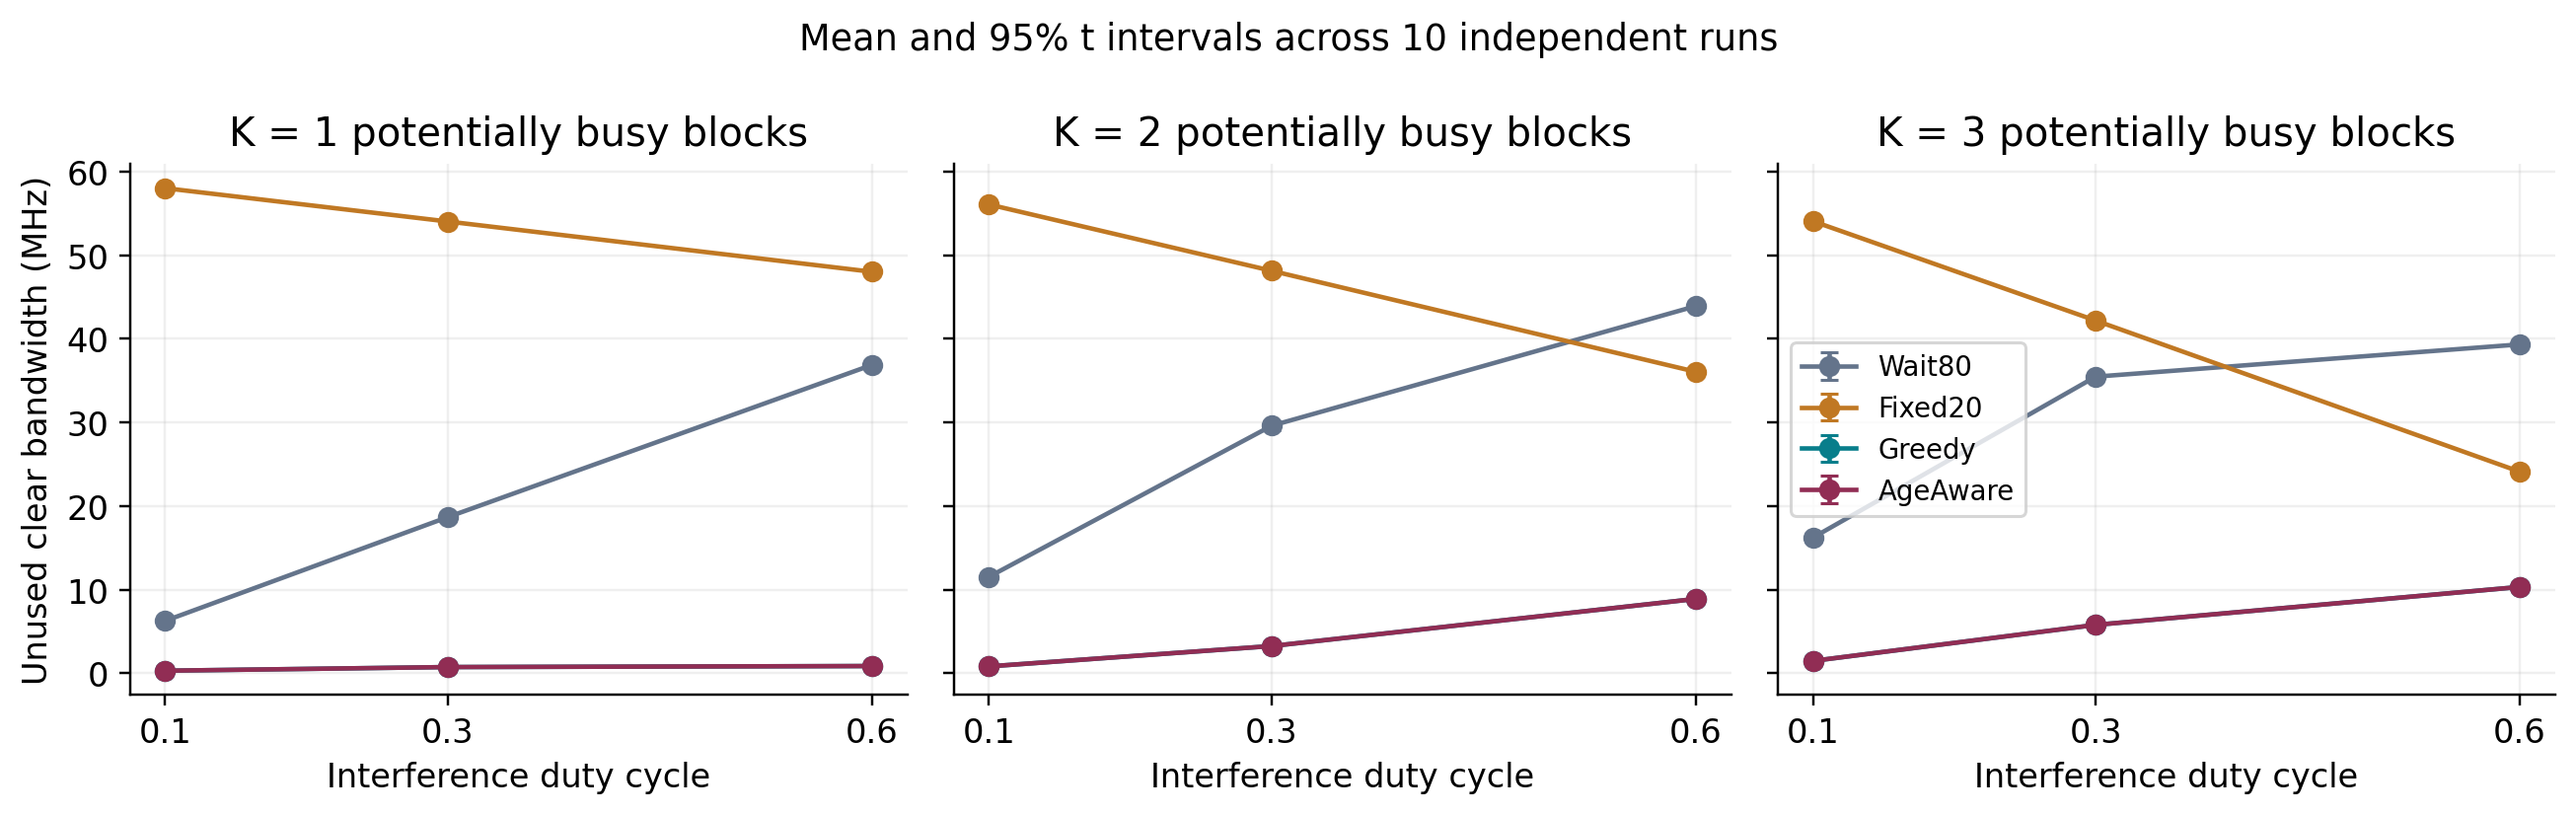 Mean and 95% t intervals across 10 independent runs
K = 1 potentially busy blocks
K = 2 potentially busy blocks
K = 3 potentially busy blocks
Unused clear bandwidth (MHz)
60
50
40
30
20
10
0
Wait80
Fixed20
Greedy
AgeAware
0.1 0.3 0.6
0.1 0.3 0.6
0.1 0.3 0.6
Interference duty cycle
Interference duty cycle
Interference duty cycle